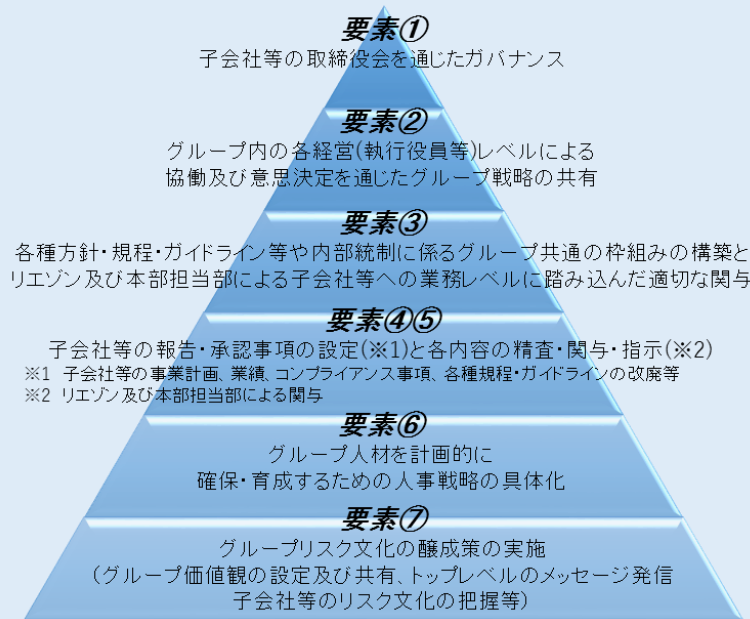 要素①
子会社等の取締役会を通じたガバナンス
要素②
グループ内の各経営(執行役員等)レベルによる
協働及び意思決定を通じたグループ戦略の共有
要素③
各種方針・規程・ガイドライン等や内部統制に係るグループ共通の枠組みの構築と
リエゾン及び本部担当部による子会社等への業務レベルに踏み込んだ適切な関与
要素④⑤
子会社等の報告・承認事項の設定(※1)と各内容の精査・関与・指示(※2)
※1 子会社等の事業計画、業績、コンプライアンス事項、各種規程・ガイドラインの改廃等
※2 リエゾン及び本部担当部による関与
要素⑥
グループ人材を計画的に
確保・育成するための人事戦略の具体化
要素⑦
グループリスク文化の醸成策の実施
(グループ価値観の設定及び共有、トップレベルのメッセージ発信
子会社等のリスク文化の把握等)